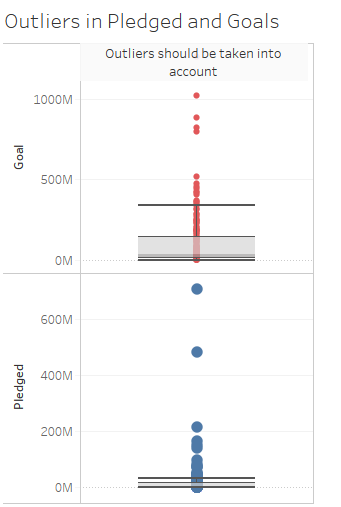 Outliers in Pledged and Goals
Outliers should be taken into
account
1000M
500M
0M
Goal
600M
400M
200M
0M
Pledged